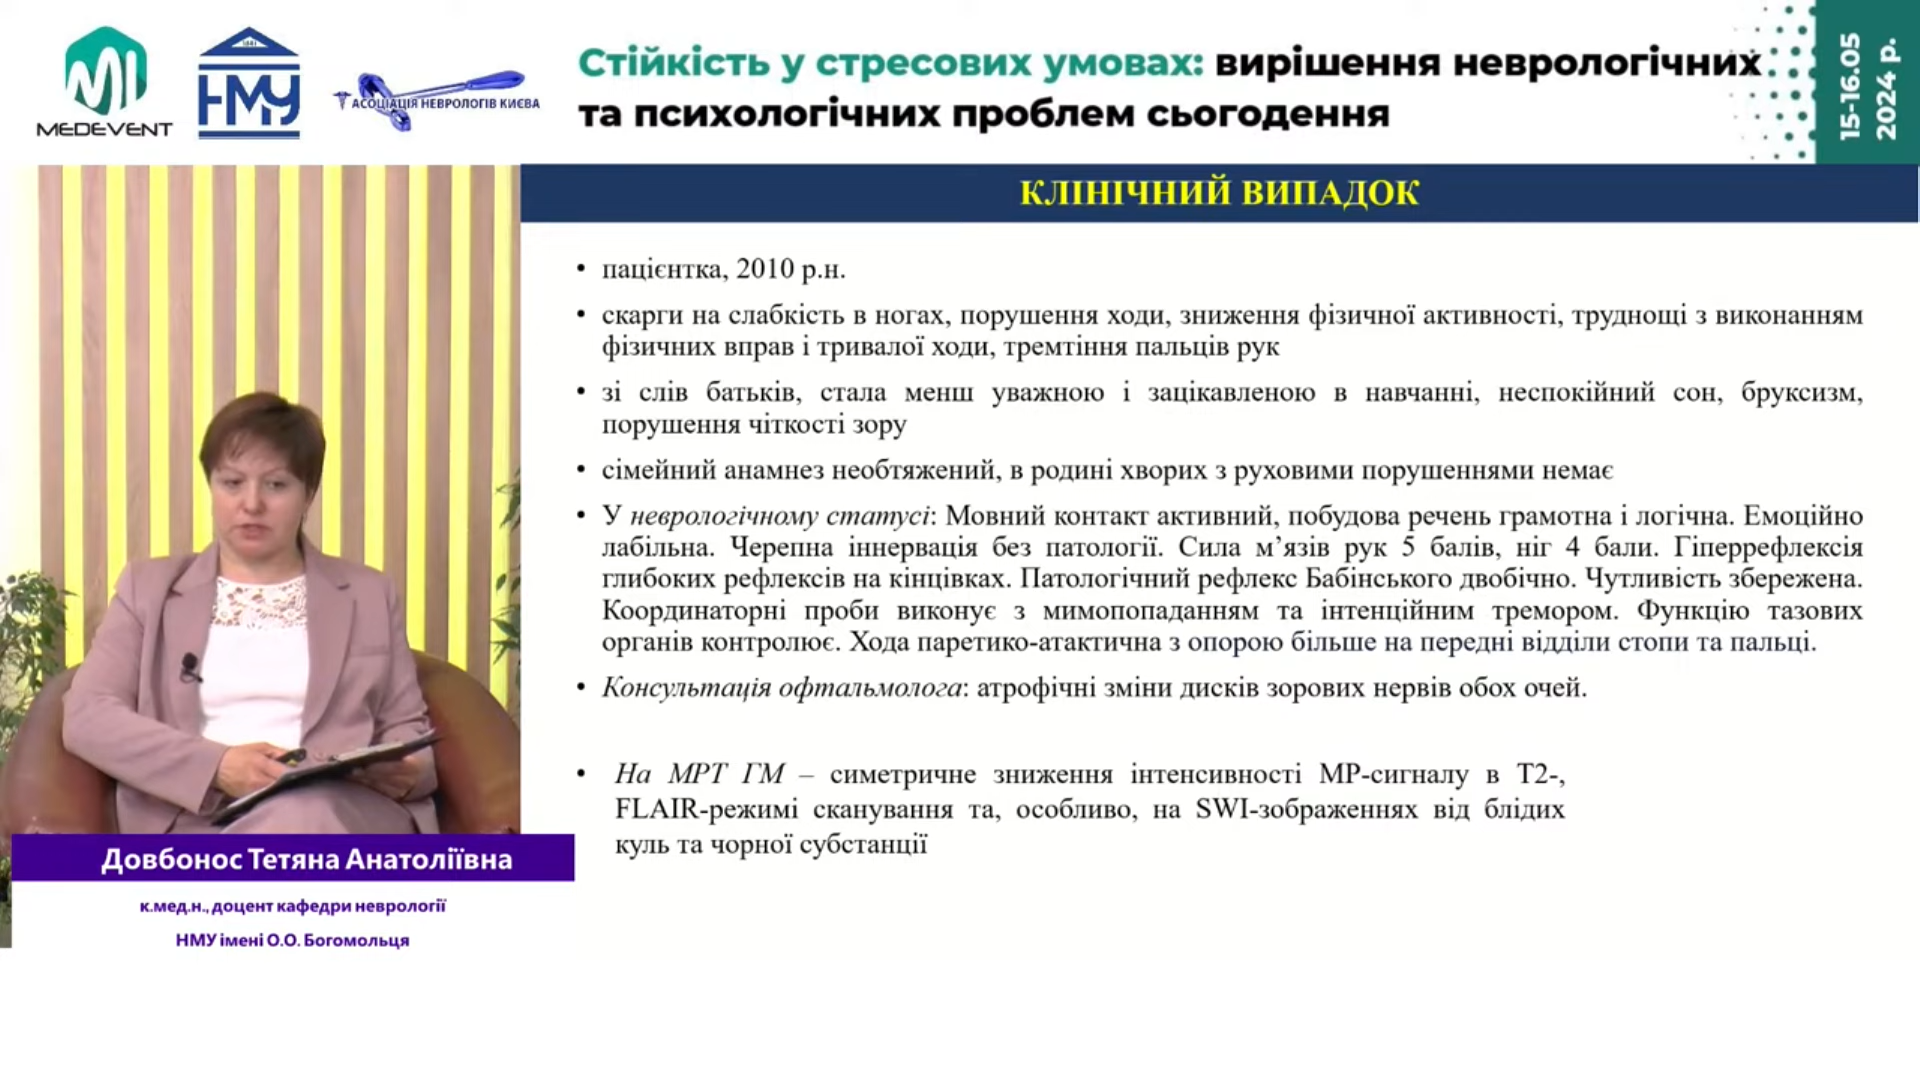 MEDEVENT
1841
НМУ
АСОЦІАЦІЯ НЕВРОЛОГІВ КИЄВА
Стійкість у стресових умовах: вирішення неврологічних
та психологічних проблем сьогодення
15-16.05
2024 р.
КЛІНІЧНИЙ ВИПАДОК
• пацієнтка, 2010 р.н.
• скарги на слабкість в ногах, порушення ходи, зниження фізичної активності, труднощі з виконанням
фізичних вправ і тривалої ходи, тремтіння пальців рук
• зі слів батьків, стала менш уважною і зацікавленою в навчанні, неспокійний сон, бруксизм,
порушення чіткості зору
• сімейний анамнез необтяжений, в родині хворих з руховими порушеннями немає
• У неврологічному статусі: Мовний контакт активний, побудова речень грамотна і логічна. Емоційно
лабільна. Черепна іннервація без патології. Сила м’язів рук 5 балів, ніг 4 бали. Гіперрефлексія
глибоких рефлексів на кінцівках. Патологічний рефлекс Бабінського двобічно. Чутливість збережена.
Координаторні проби виконує з мимопопаданням та інтенційним тремором. Функцію тазових
органів контролює. Хода паретико-атактична з опорою більше на передні відділи стопи та пальці.
• Консультація офтальмолога: атрофічні зміни дисків зорових нервів обох очей.
• На МРТ ГМ – симетричне зниження інтенсивності МР-сигналу в Т2-,
FLAIR-режимі сканування та, особливо, на SWI-зображеннях від блідих
куль та чорної субстанції
Довбонос Тетяна Анатоліївна
к.мед.н., доцент кафедри неврології
НМУ імені О.О. Богомольця